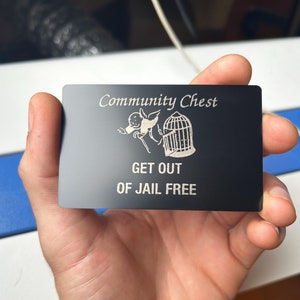 Community Chest
GET OUT
OF JAIL FREE